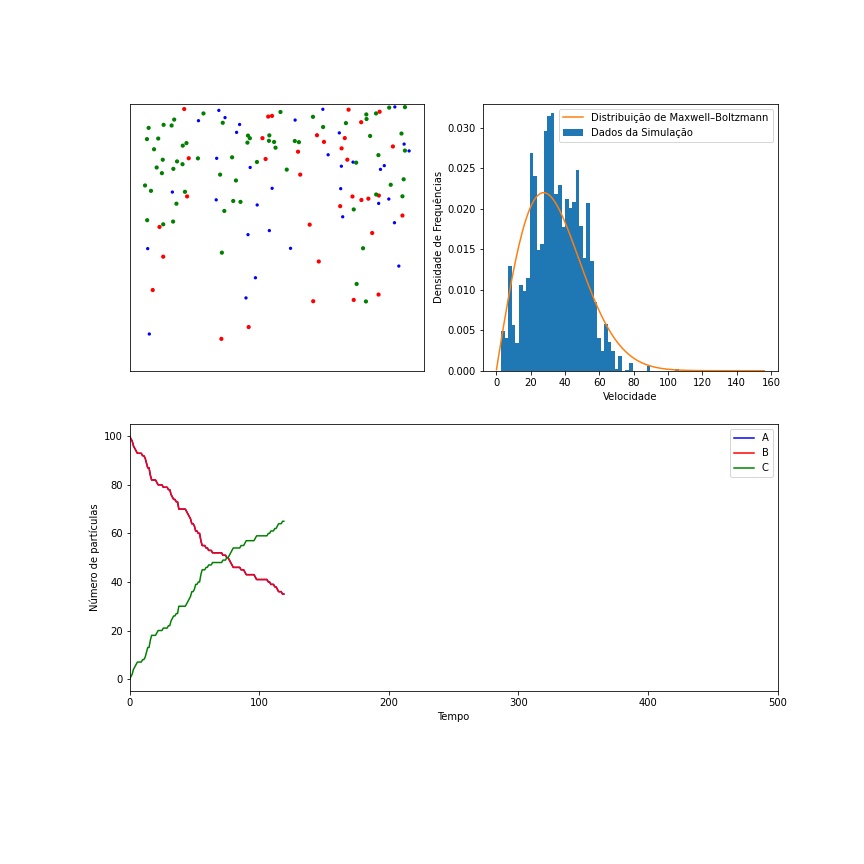 Distribuição de Maxwell–Boltzmann
Dados da Simulação
Densidade de Frequências
0.030
0.025
0.020
0.015
0.010
0.005
0.000
0 20 40 60 80 100 120 140 160
Velocidade
A
B
C
Número de partículas
100
80
60
40
20
0
0 100 200 300 400 500
Tempo